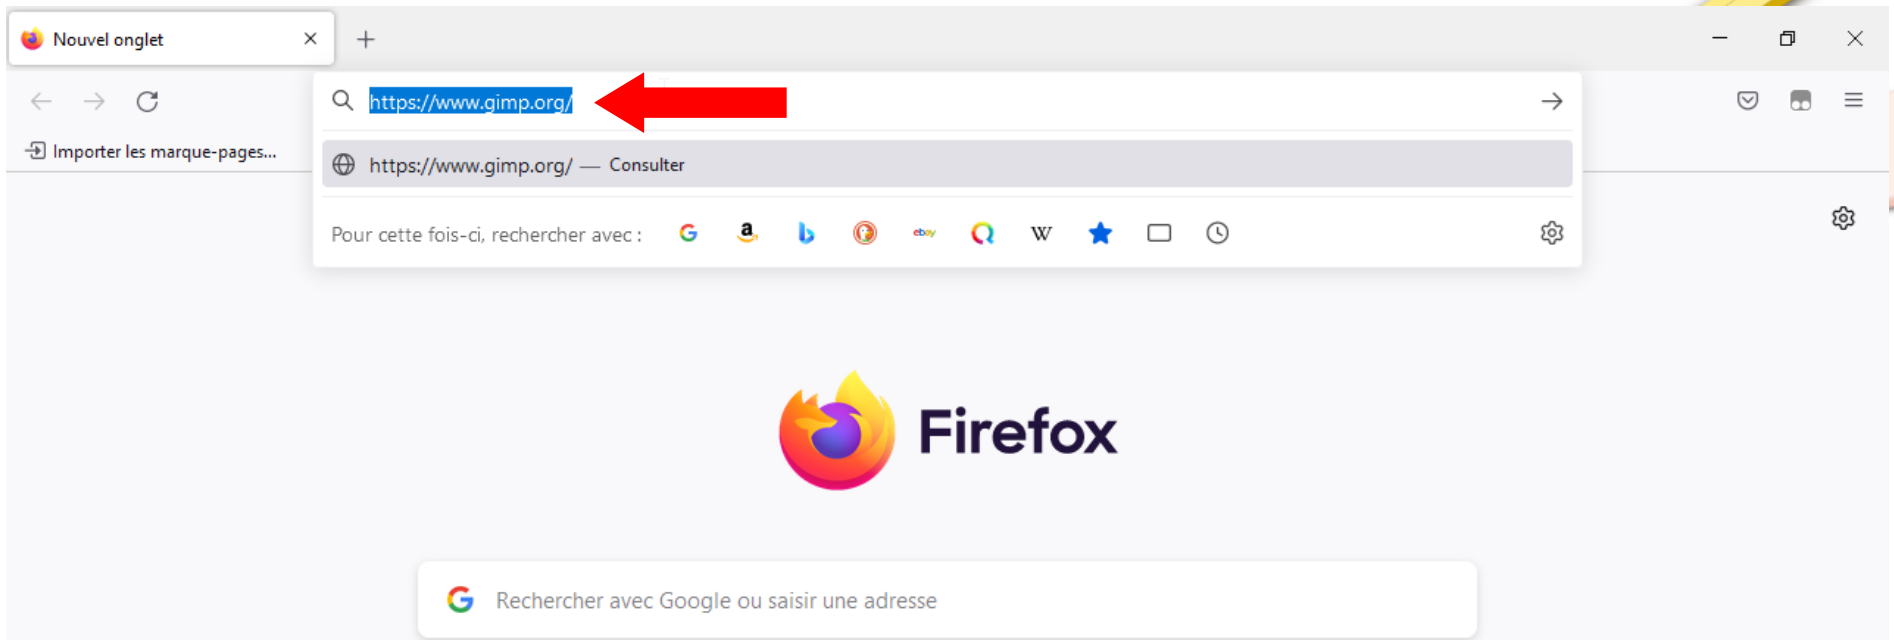 Nouvel onglet
https://www.gimp.org/
Importer les marque-pages...
https://www.gimp.org/ — Consulter
Pour cette fois-ci, rechercher avec : G a b ebay Q W
Firefox
G Rechercher avec Google ou saisir une adresse